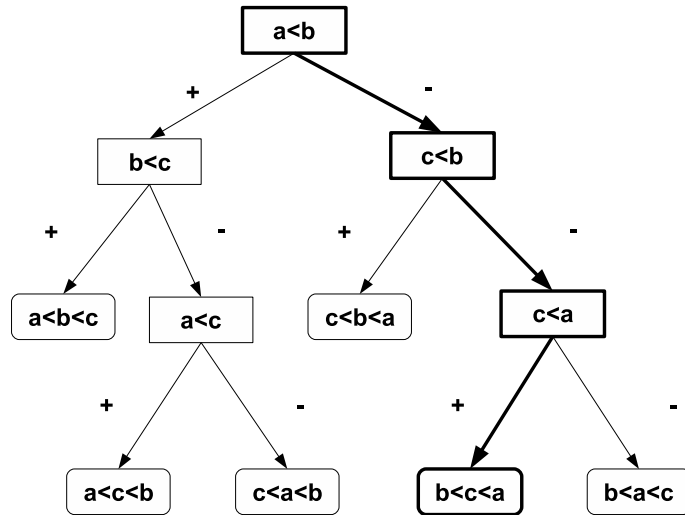 a<b
+ -
b<c c<b
+ - + -
a<b<c a<c c<b<a c<a
+ - + -
a<c<b c<a<b b<c<a b<a<c